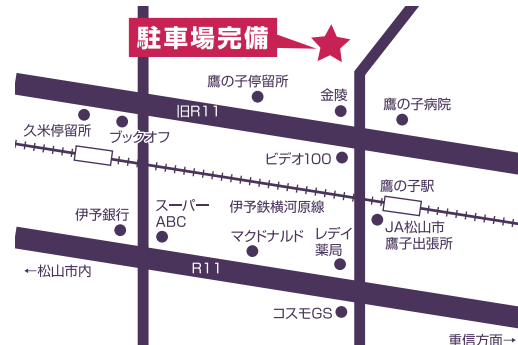 駐車場完備
鷹の子停留所
金陵
鷹の子病院
旧R11
久米停留所
ブックオフ
ビデオ100
鷹の子駅
伊予銀行
スーパー
ABC
伊予鉄横河原線
マクドナルド
レデイ
薬局
JA松山市
鷹子出張所
←松山市内
R11
コスモGS
重信方面→